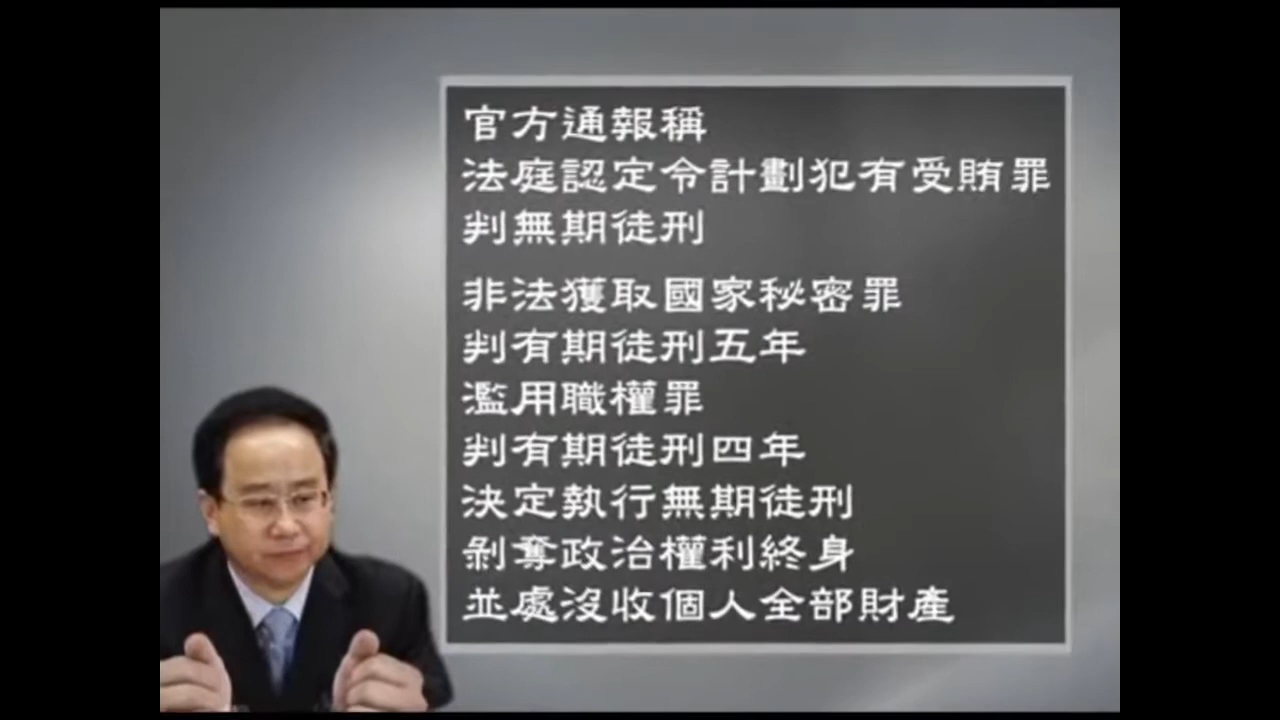 官方通報稱
法庭認定令計劃犯有受賄罪
判無期徒刑
非法獲取國家秘密罪
判有期徒刑五年
濫用職權罪
判有期徒刑四年
決定執行無期徒刑
剝奪政治權利終身
並處沒收個人全部財產